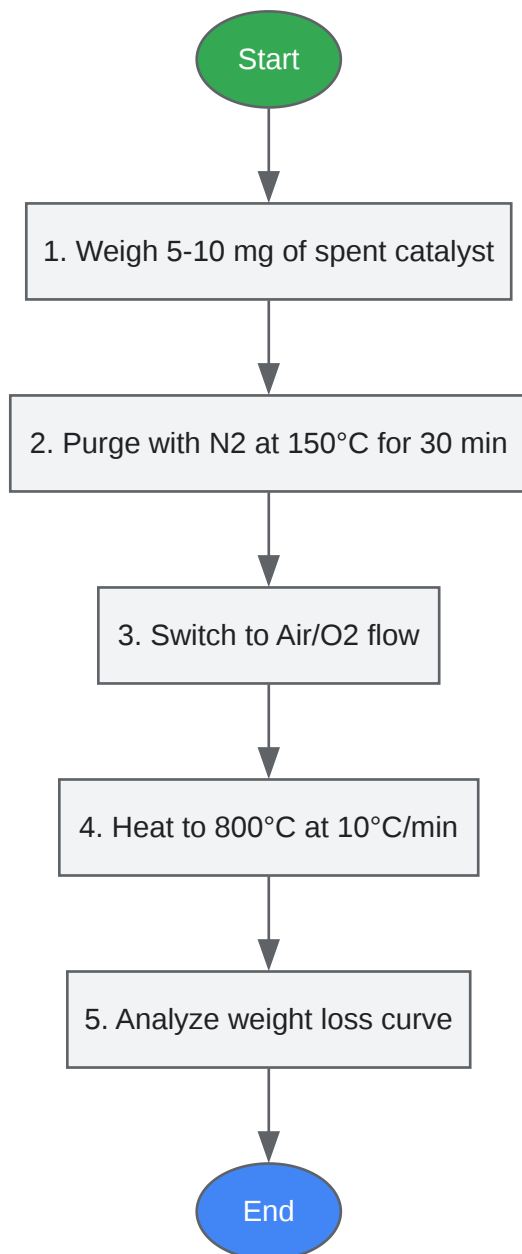 Start
1. Weigh 5-10 mg of spent catalyst
2. Purge with N2 at 150°C for 30 min
3. Switch to Air/O2 flow
4. Heat to 800°C at 10°C/min
5. Analyze weight loss curve
End